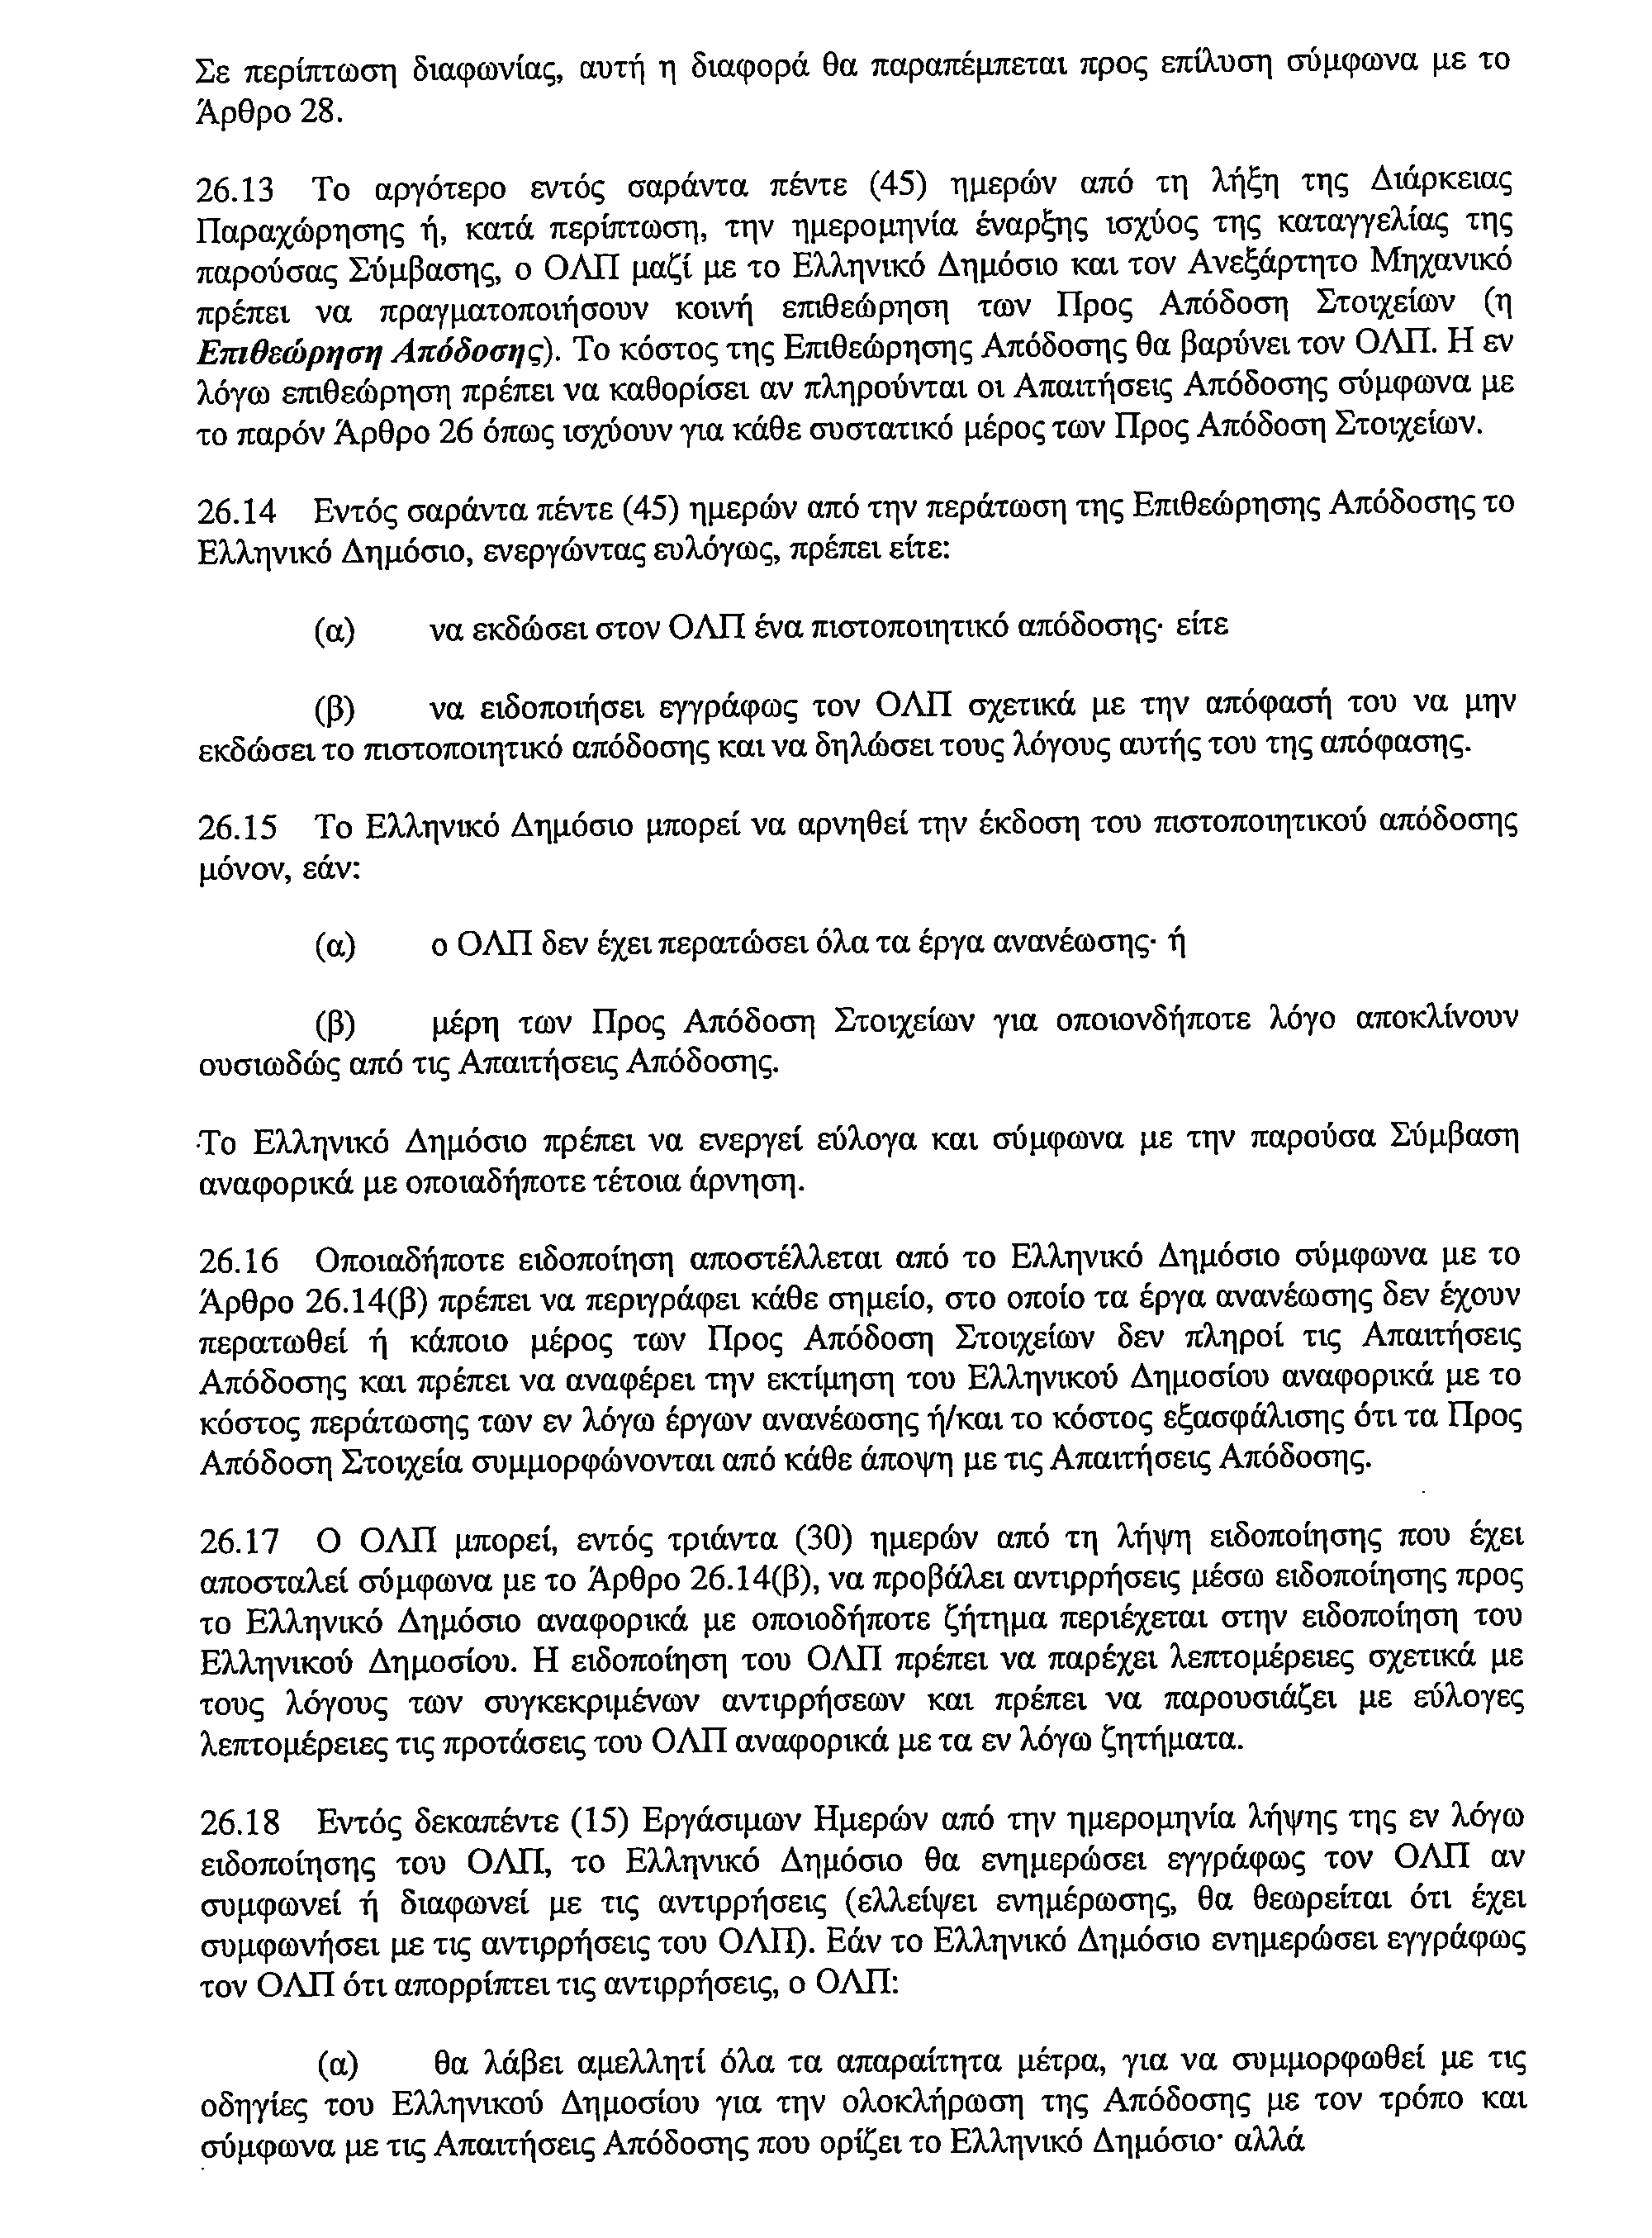 Σε περίπτωση διαφωνίας, αυτή η διαφορά θα παραπέμπεται προς επίλυση σύμφωνα με το
Άρθρο 28.
26.13 Το αργότερο εντός σαράντα πέντε (45) ημερών από τη λήξη της Διάρκειας
Παραχώρησης ή, κατά περίπτωση, την ημερομηνία έναρξης ισχύος της καταγγελίας της
παρούσας Σύμβασης, ο ΟΛΠ μαζί με το Ελληνικό Δημόσιο και τον Ανεξάρτητο Μηχανικό
πρέπει να πραγματοποιήσουν κοινή επιθεώρηση των Προς Απόδοση Στοιχείων (η
Επιθεώρηση Απόδοσης). Το κόστος της Επιθεώρησης Απόδοσης θα βαρύνει τον ΟΛΠ. Η εν
λόγω επιθεώρηση πρέπει να καθορίσει αν πληρούνται οι Απαιτήσεις Απόδοσης σύμφωνα με
το παρόν Άρθρο 26 όπως ισχύουν για κάθε συστατικό μέρος των Προς Απόδοση Στοιχείων.
26.14 Εντός σαράντα πέντε (45) ημερών από την περάτωση της Επιθεώρησης Απόδοσης το
Ελληνικό Δημόσιο, ενεργώντας ευλόγως, πρέπει είτε:
(α) να εκδώσει στον ΟΛΠ ένα πιστοποιητικό απόδοσης· είτε
(β) να ειδοποιήσει εγγράφως τον ΟΛΠ σχετικά με την απόφασή του να μην
εκδώσει το πιστοποιητικό απόδοσης και να δηλώσει τους λόγους αυτής του της απόφασης.
26.15 Το Ελληνικό Δημόσιο μπορεί να αρνηθεί την έκδοση του πιστοποιητικού απόδοσης
μόνον, εάν:
(α) ο ΟΛΠ δεν έχει περατώσει όλα τα έργα ανανέωσης· ή
(β) μέρη των Προς Απόδοση Στοιχείων για οποιονδήποτε λόγο αποκλίνουν
ουσιωδώς από τις Απαιτήσεις Απόδοσης.
Το Ελληνικό Δημόσιο πρέπει να ενεργεί εύλογα και σύμφωνα με την παρούσα Σύμβαση
αναφορικά με οποιαδήποτε τέτοια άρνηση.
26.16 Οποιαδήποτε ειδοποίηση αποστέλλεται από το Ελληνικό Δημόσιο σύμφωνα με το
Άρθρο 26.14(β) πρέπει να περιγράφει κάθε σημείο, στο οποίο τα έργα ανανέωσης δεν έχουν
περατωθεί ή κάποιο μέρος των Προς Απόδοση Στοιχείων δεν πληροί τις Απαιτήσεις
Απόδοσης και πρέπει να αναφέρει την εκτίμηση του Ελληνικού Δημοσίου αναφορικά με το
κόστος περάτωσης των εν λόγω έργων ανανέωσης ή/και το κόστος εξασφάλισης ότι τα Προς
Απόδοση Στοιχεία συμμορφώνονται από κάθε άποψη με τις Απαιτήσεις Απόδοσης.
26.17 Ο ΟΛΠ μπορεί, εντός τριάντα (30) ημερών από τη λήψη ειδοποίησης που έχει
αποσταλεί σύμφωνα με το Άρθρο 26.14(β), να προβάλει αντιρρήσεις μέσω ειδοποίησης προς
το Ελληνικό Δημόσιο αναφορικά με οποιοδήποτε ζήτημα περιέχεται στην ειδοποίηση του
Ελληνικού Δημοσίου. Η ειδοποίηση του ΟΛΠ πρέπει να παρέχει λεπτομέρειες σχετικά με
τους λόγους των συγκεκριμένων αντιρρήσεων και πρέπει να παρουσιάζει με εύλογες
λεπτομέρειες τις προτάσεις του ΟΛΠ αναφορικά με τα εν λόγω ζητήματα.
26.18 Εντός δεκαπέντε (15) Εργάσιμων Ημερών από την ημερομηνία λήψης της εν λόγω
ειδοποίησης του ΟΛΠ, το Ελληνικό Δημόσιο θα ενημερώσει εγγράφως τον ΟΛΠ αν
συμφωνεί ή διαφωνεί με τις αντιρρήσεις (ελλείψει ενημέρωσης, θα θεωρείται ότι έχει
συμφωνήσει με τις αντιρρήσεις του ΟΛΠ). Εάν το Ελληνικό Δημόσιο ενημερώσει εγγράφως
τον ΟΛΠ ότι απορρίπτει τις αντιρρήσεις, ο ΟΛΠ:
(α) θα λάβει αμελλητί όλα τα απαραίτητα μέτρα, για να συμμορφωθεί με τις
οδηγίες του Ελληνικού Δημοσίου για την ολοκλήρωση της Απόδοσης με τον τρόπο και
σύμφωνα με τις Απαιτήσεις Απόδοσης που ορίζει το Ελληνικό Δημόσιο· αλλά